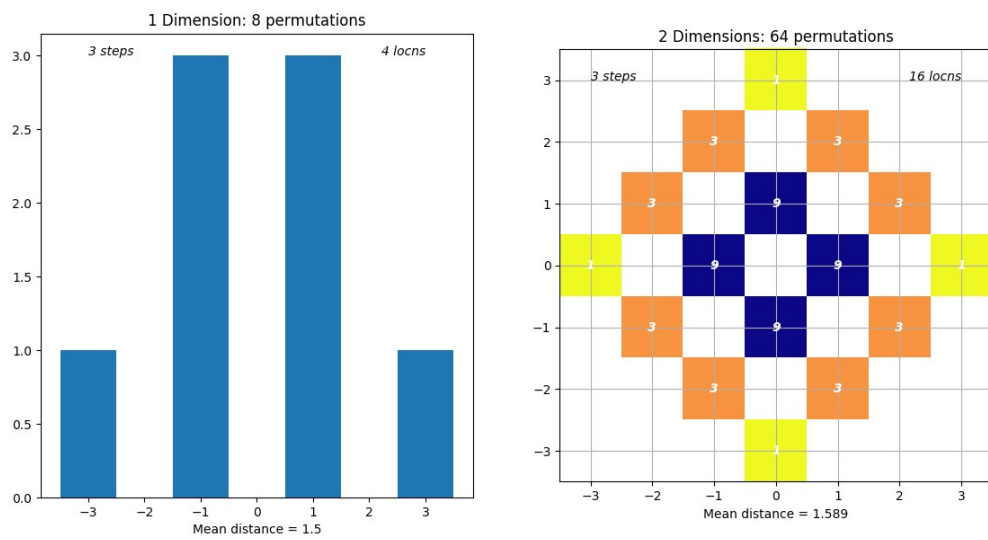 1 Dimension: 8 permutations
3 steps
4 locns
3.0
2.5
2.0
1.5
1.0
0.5
0.0
−3 −2 −1 0 1 2 3
Mean distance = 1.5
2 Dimensions: 64 permutations
3 steps
16 locns
3
2
1
0
−1
−2
−3
1
3 3
3 9 3
1 9 9 1
3 9 3
3 3
1
−3 −2 −1 0 1 2 3
Mean distance = 1.589